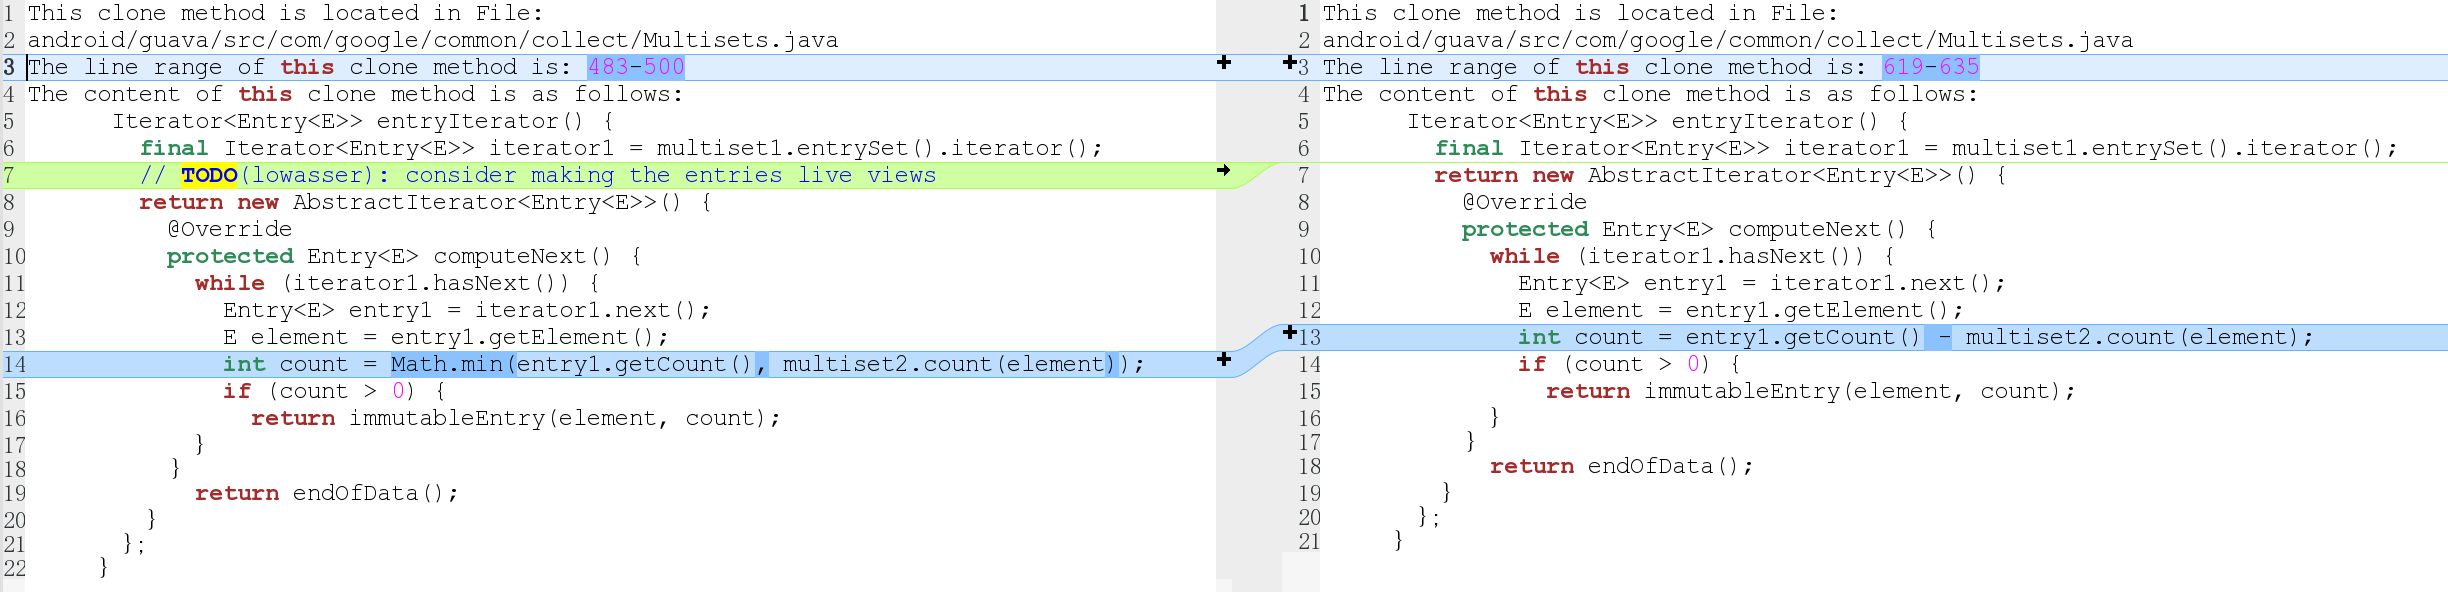 1 This clone method is located in File:
2 android/guava/src/com/google/common/collect/Multisets.java
3 The line range of this clone method is: 483-500
4 The content of this clone method is as follows:
5 Iterator<Entry<E>> entryIterator() {
6 final Iterator<Entry<E>> iterator1 = multiset1.entrySet().iterator();
7 // TODO(lowasser): consider making the entries live views
8 return new AbstractIterator<Entry<E>>() {
9 @Override
10 protected Entry<E> computeNext() {
11 while (iterator1.hasNext()) {
12 Entry<E> entry1 = iterator1.next();
13 E element = entry1.getElement();
14 int count = Math.min(entry1.getCount(), multiset2.count(element));
15 if (count > 0) {
16 return immutableEntry(element, count);
17 }
18 }
19 return endOfData();
20 }
21 };
22 }
1 This clone method is located in File:
2 android/guava/src/com/google/common/collect/Multisets.java
3 The line range of this clone method is: 619-635
4 The content of this clone method is as follows:
5 Iterator<Entry<E>> entryIterator() {
6 final Iterator<Entry<E>> iterator1 = multiset1.entrySet().iterator();
7 return new AbstractIterator<Entry<E>>() {
8 @Override
9 protected Entry<E> computeNext() {
10 while (iterator1.hasNext()) {
11 Entry<E> entry1 = iterator1.next();
12 E element = entry1.getElement();
13 int count = entry1.getCount() - multiset2.count(element);
14 if (count > 0) {
15 return immutableEntry(element, count);
16 }
17 }
18 return endOfData();
19 }
20 };
21 }